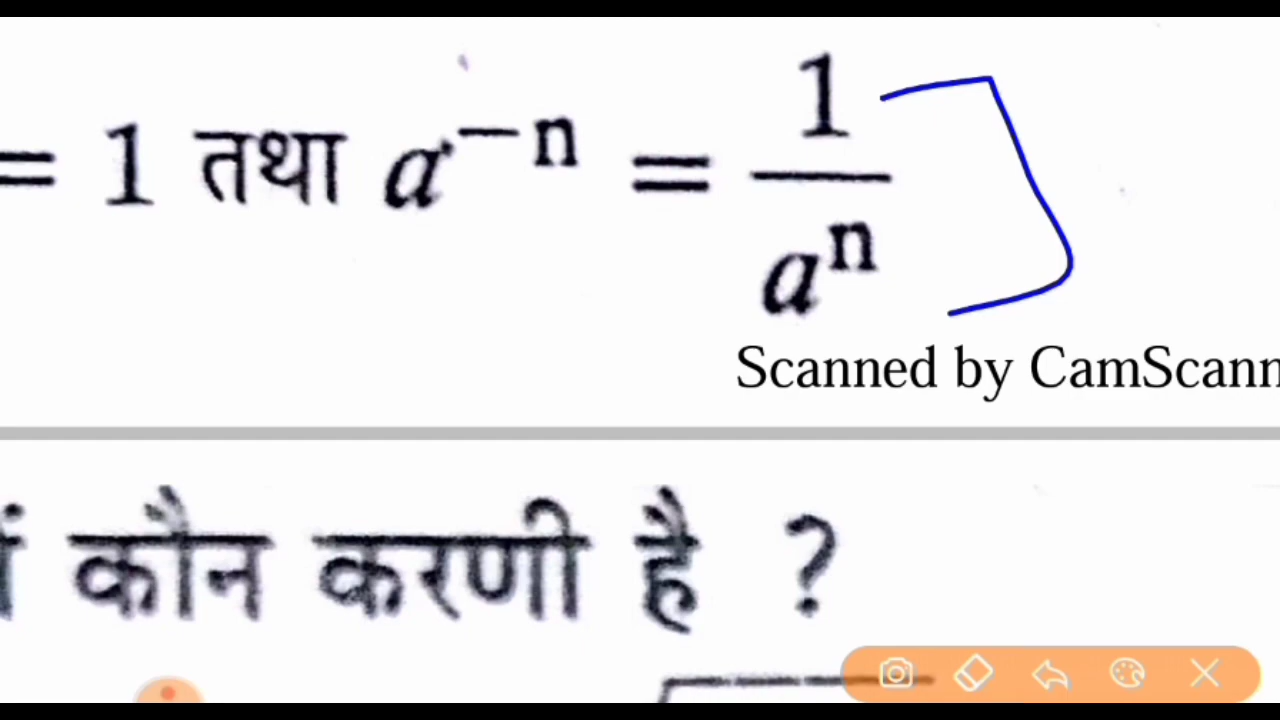 = 1 तथा a⁻ⁿ = 1/aⁿ
Scanned by CamScann
कौन करणी है ?